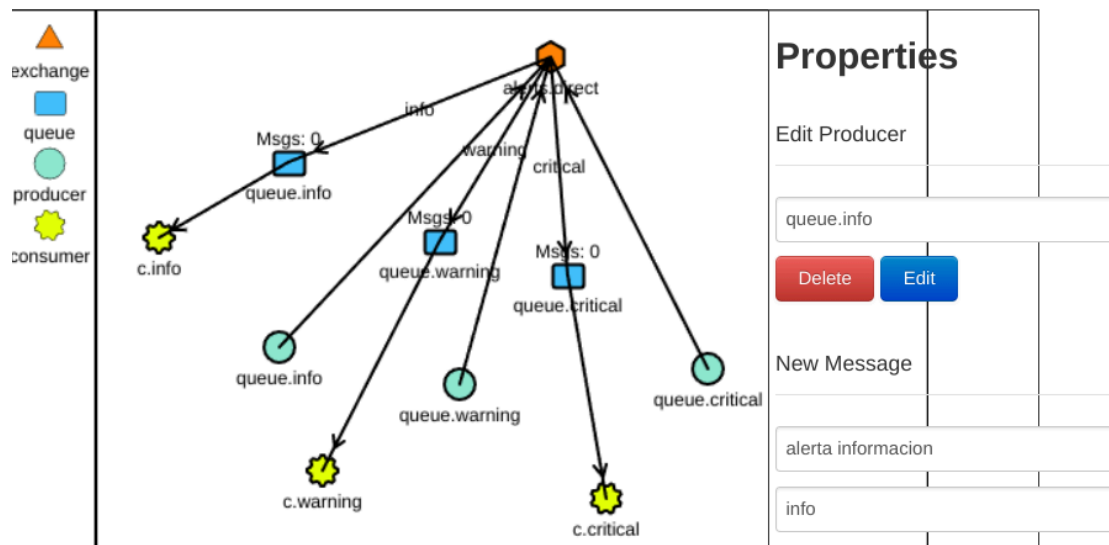 exchange
queue
producer
consumer
alerts.direct
info
warning
critical
Msgs: 0
queue.info
c.info
Msgs: 0
queue.warning
Msgs: 0
queue.critical
queue.info
queue.warning
queue.critical
c.warning
c.critical
Properties
Edit Producer
queue.info
Delete Edit
New Message
alerta informacion
info